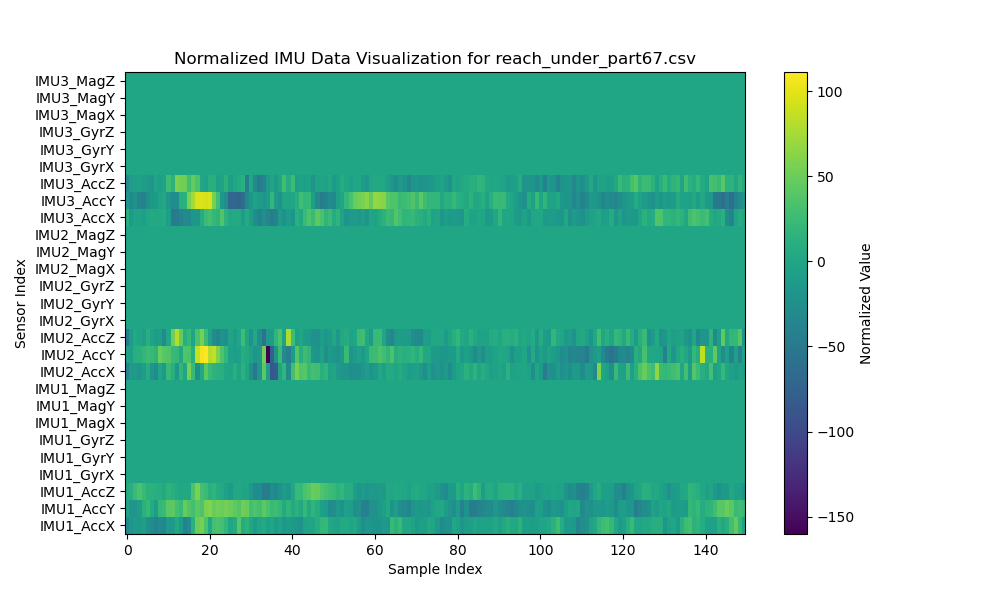 Normalized IMU Data Visualization for reach_under_part67.csv
IMU3_MagZ
IMU3_MagY
IMU3_MagX
IMU3_GyrZ
IMU3_GyrY
IMU3_GyrX
IMU3_AccZ
IMU3_AccY
IMU3_AccX
IMU2_MagZ
IMU2_MagY
IMU2_MagX
IMU2_GyrZ
IMU2_GyrY
IMU2_GyrX
IMU2_AccZ
IMU2_AccY
IMU2_AccX
IMU1_MagZ
IMU1_MagY
IMU1_MagX
IMU1_GyrZ
IMU1_GyrY
IMU1_GyrX
IMU1_AccZ
IMU1_AccY
IMU1_AccX
Sensor Index
0 20 40 60 80 100 120 140
Sample Index
100
50
0
−50
−100
−150
Normalized Value